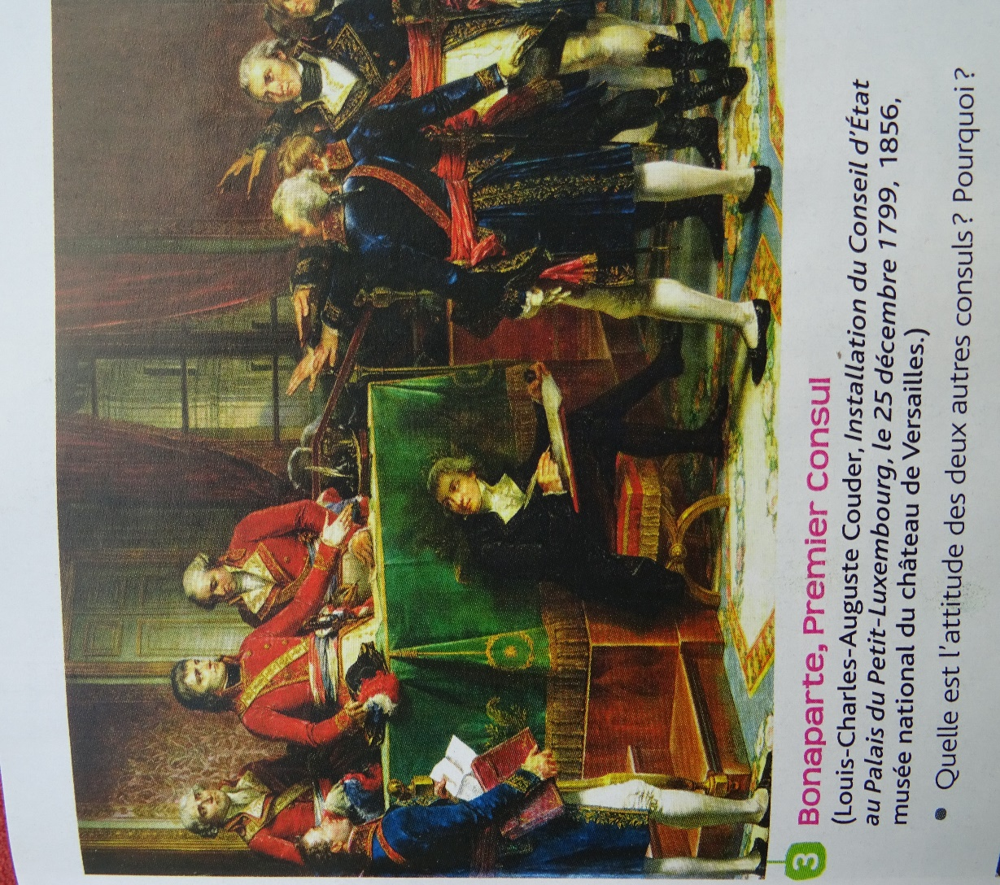 3 Bonaparte, Premier Consul
(Louis-Charles-Auguste Couder, Installation du Conseil d'État
au Palais du Petit-Luxembourg, le 25 décembre 1799, 1856,
musée national du château de Versailles.)
• Quelle est l'attitude des deux autres consuls ? Pourquoi ?